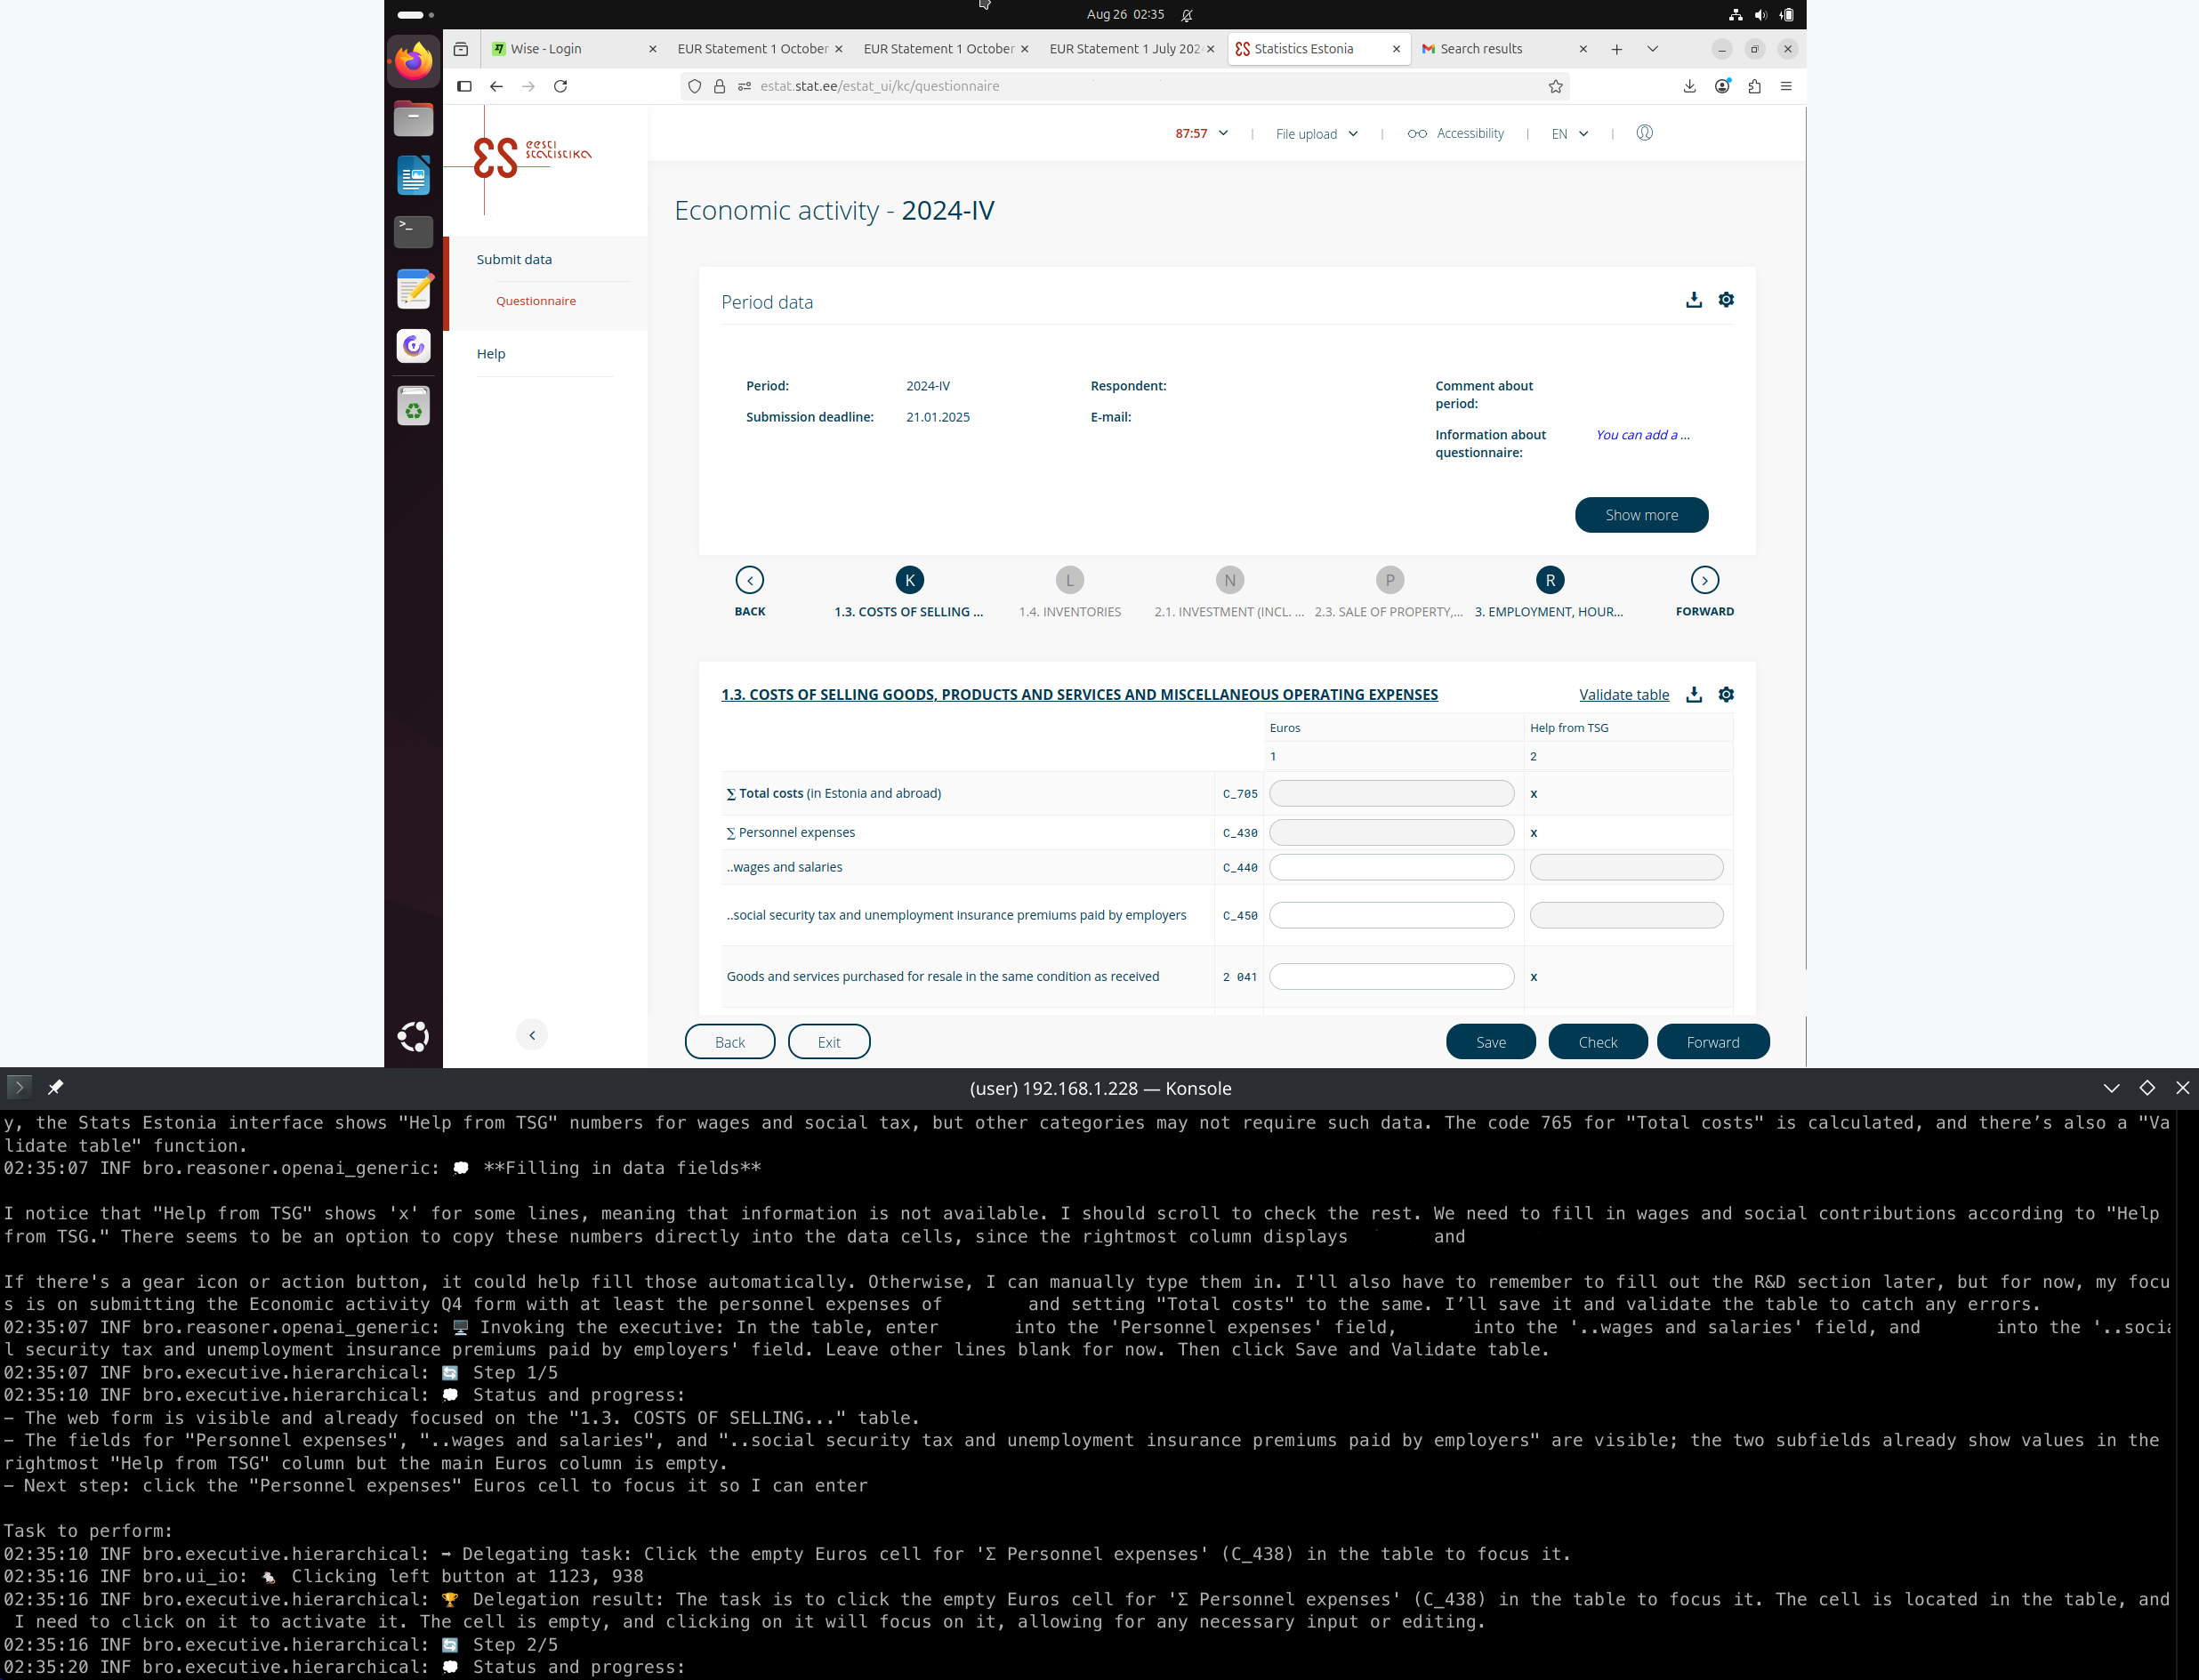 Aug 26 02:35
Wise - Login
EUR Statement 1 October
EUR Statement 1 October
EUR Statement 1 July 202
Statistics Estonia
Search results
estat.stat.ee/estat_ui/kc/questionnaire
eesti
statistika
87:57
File upload
Accessibility
EN
Submit data
Questionnaire
Help
Economic activity - 2024-IV
Period data
Period: 2024-IV
Submission deadline: 21.01.2025
Respondent:
E-mail:
Comment about
period:
Information about
questionnaire:
You can add a ...
Show more
BACK
K
1.3. COSTS OF SELLING ...
L
1.4. INVENTORIES
N
2.1. INVESTMENT (INCL. ...
P
2.3. SALE OF PROPERTY,...
R
3. EMPLOYMENT, HOUR...
FORWARD
1.3. COSTS OF SELLING GOODS, PRODUCTS AND SERVICES AND MISCELLANEOUS OPERATING EXPENSES
Validate table
Euros Help from TSG
1 2
∑ Total costs (in Estonia and abroad) C_705 x
∑ Personnel expenses C_430 x
..wages and salaries C_440
..social security tax and unemployment insurance premiums paid by employers C_450
Goods and services purchased for resale in the same condition as received 2 041 x
Back Exit Save Check Forward
(user) 192.168.1.228 — Konsole
y, the Stats Estonia interface shows "Help from TSG" numbers for wages and social tax, but other categories may not require such data. The code 765 for "Total costs" is calculated, and there’s also a "Va
lidate table" function.
02:35:07 INF bro.reasoner.openai_generic: 💭 **Filling in data fields**
I notice that "Help from TSG" shows 'x' for some lines, meaning that information is not available. I should scroll to check the rest. We need to fill in wages and social contributions according to "Help
from TSG." There seems to be an option to copy these numbers directly into the data cells, since the rightmost column displays and
If there's a gear icon or action button, it could help fill those automatically. Otherwise, I can manually type them in. I'll also have to remember to fill out the R&D section later, but for now, my focu
s is on submitting the Economic activity Q4 form with at least the personnel expenses of and setting "Total costs" to the same. I’ll save it and validate the table to catch any errors.
02:35:07 INF bro.reasoner.openai_generic: 🖥️ Invoking the executive: In the table, enter into the 'Personnel expenses' field, into the '..wages and salaries' field, and into the '..socia
l security tax and unemployment insurance premiums paid by employers' field. Leave other lines blank for now. Then click Save and Validate table.
02:35:07 INF bro.executive.hierarchical: 🔄 Step 1/5
02:35:10 INF bro.executive.hierarchical: 💭 Status and progress:
– The web form is visible and already focused on the "1.3. COSTS OF SELLING..." table.
– The fields for "Personnel expenses", "..wages and salaries", and "..social security tax and unemployment insurance premiums paid by employers" are visible; the two subfields already show values in the
rightmost "Help from TSG" column but the main Euros column is empty.
– Next step: click the "Personnel expenses" Euros cell to focus it so I can enter
Task to perform:
02:35:10 INF bro.executive.hierarchical: ➡ Delegating task: Click the empty Euros cell for 'Σ Personnel expenses' (C_438) in the table to focus it.
02:35:16 INF bro.ui_io: 🐁 Clicking left button at 1123, 938
02:35:16 INF bro.executive.hierarchical: 🏆 Delegation result: The task is to click the empty Euros cell for 'Σ Personnel expenses' (C_438) in the table to focus it. The cell is located in the table, and
I need to click on it to activate it. The cell is empty, and clicking on it will focus on it, allowing for any necessary input or editing.
02:35:16 INF bro.executive.hierarchical: 🔄 Step 2/5
02:35:20 INF bro.executive.hierarchical: 💭 Status and progress: